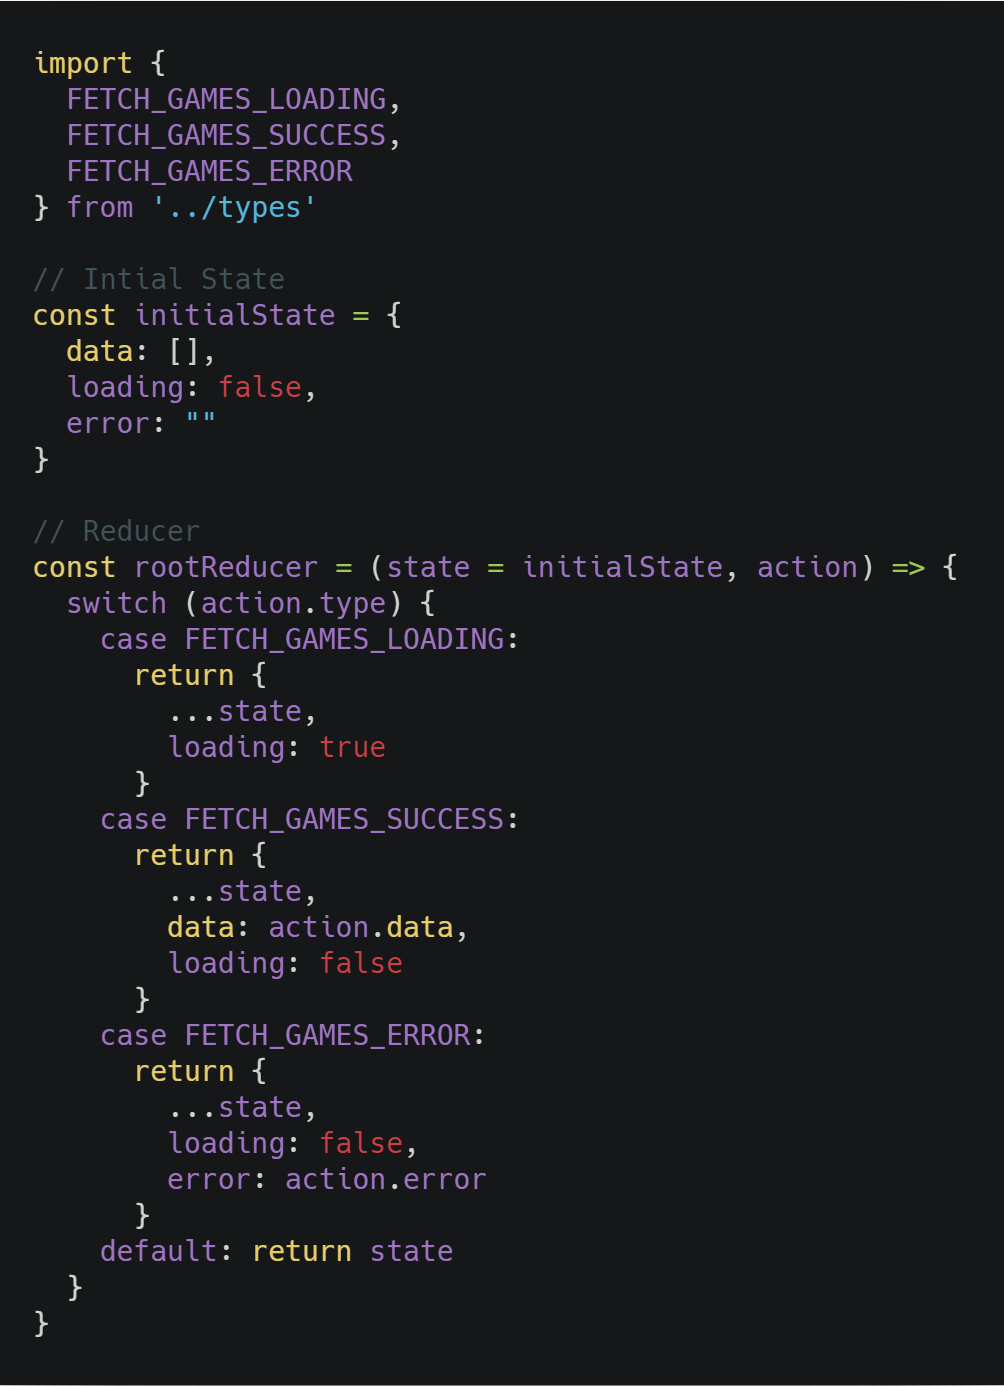 import {
  FETCH_GAMES_LOADING,
  FETCH_GAMES_SUCCESS,
  FETCH_GAMES_ERROR
} from '../types'

// Intial State
const initialState = {
  data: [],
  loading: false,
  error: ""
}

// Reducer
const rootReducer = (state = initialState, action) => {
  switch (action.type) {
    case FETCH_GAMES_LOADING:
      return {
        ...state,
        loading: true
      }
    case FETCH_GAMES_SUCCESS:
      return {
        ...state,
        data: action.data,
        loading: false
      }
    case FETCH_GAMES_ERROR:
      return {
        ...state,
        loading: false,
        error: action.error
      }
    default: return state
  }
}